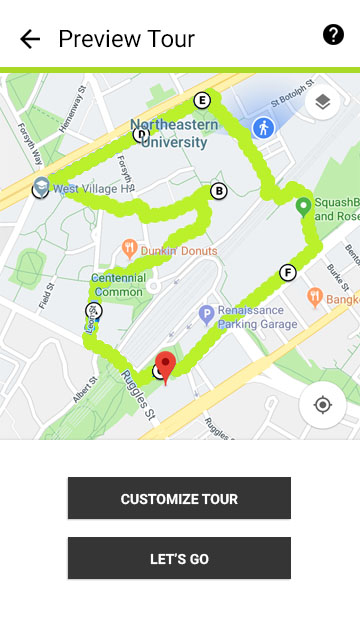 Preview Tour
?
St Botolph St
Hemenway St
E
Northeastern
University
D
Forsyth Way
Forsyth St
West Village H
B
SquashB
and Rose
Dunkin' Donuts
Centennial
Common
F
Burke St
Field St
Renaissance
Parking Garage
P
Bangk
Leon
Albert St
Ruggles St
Ruggles
CUSTOMIZE TOUR
LET'S GO